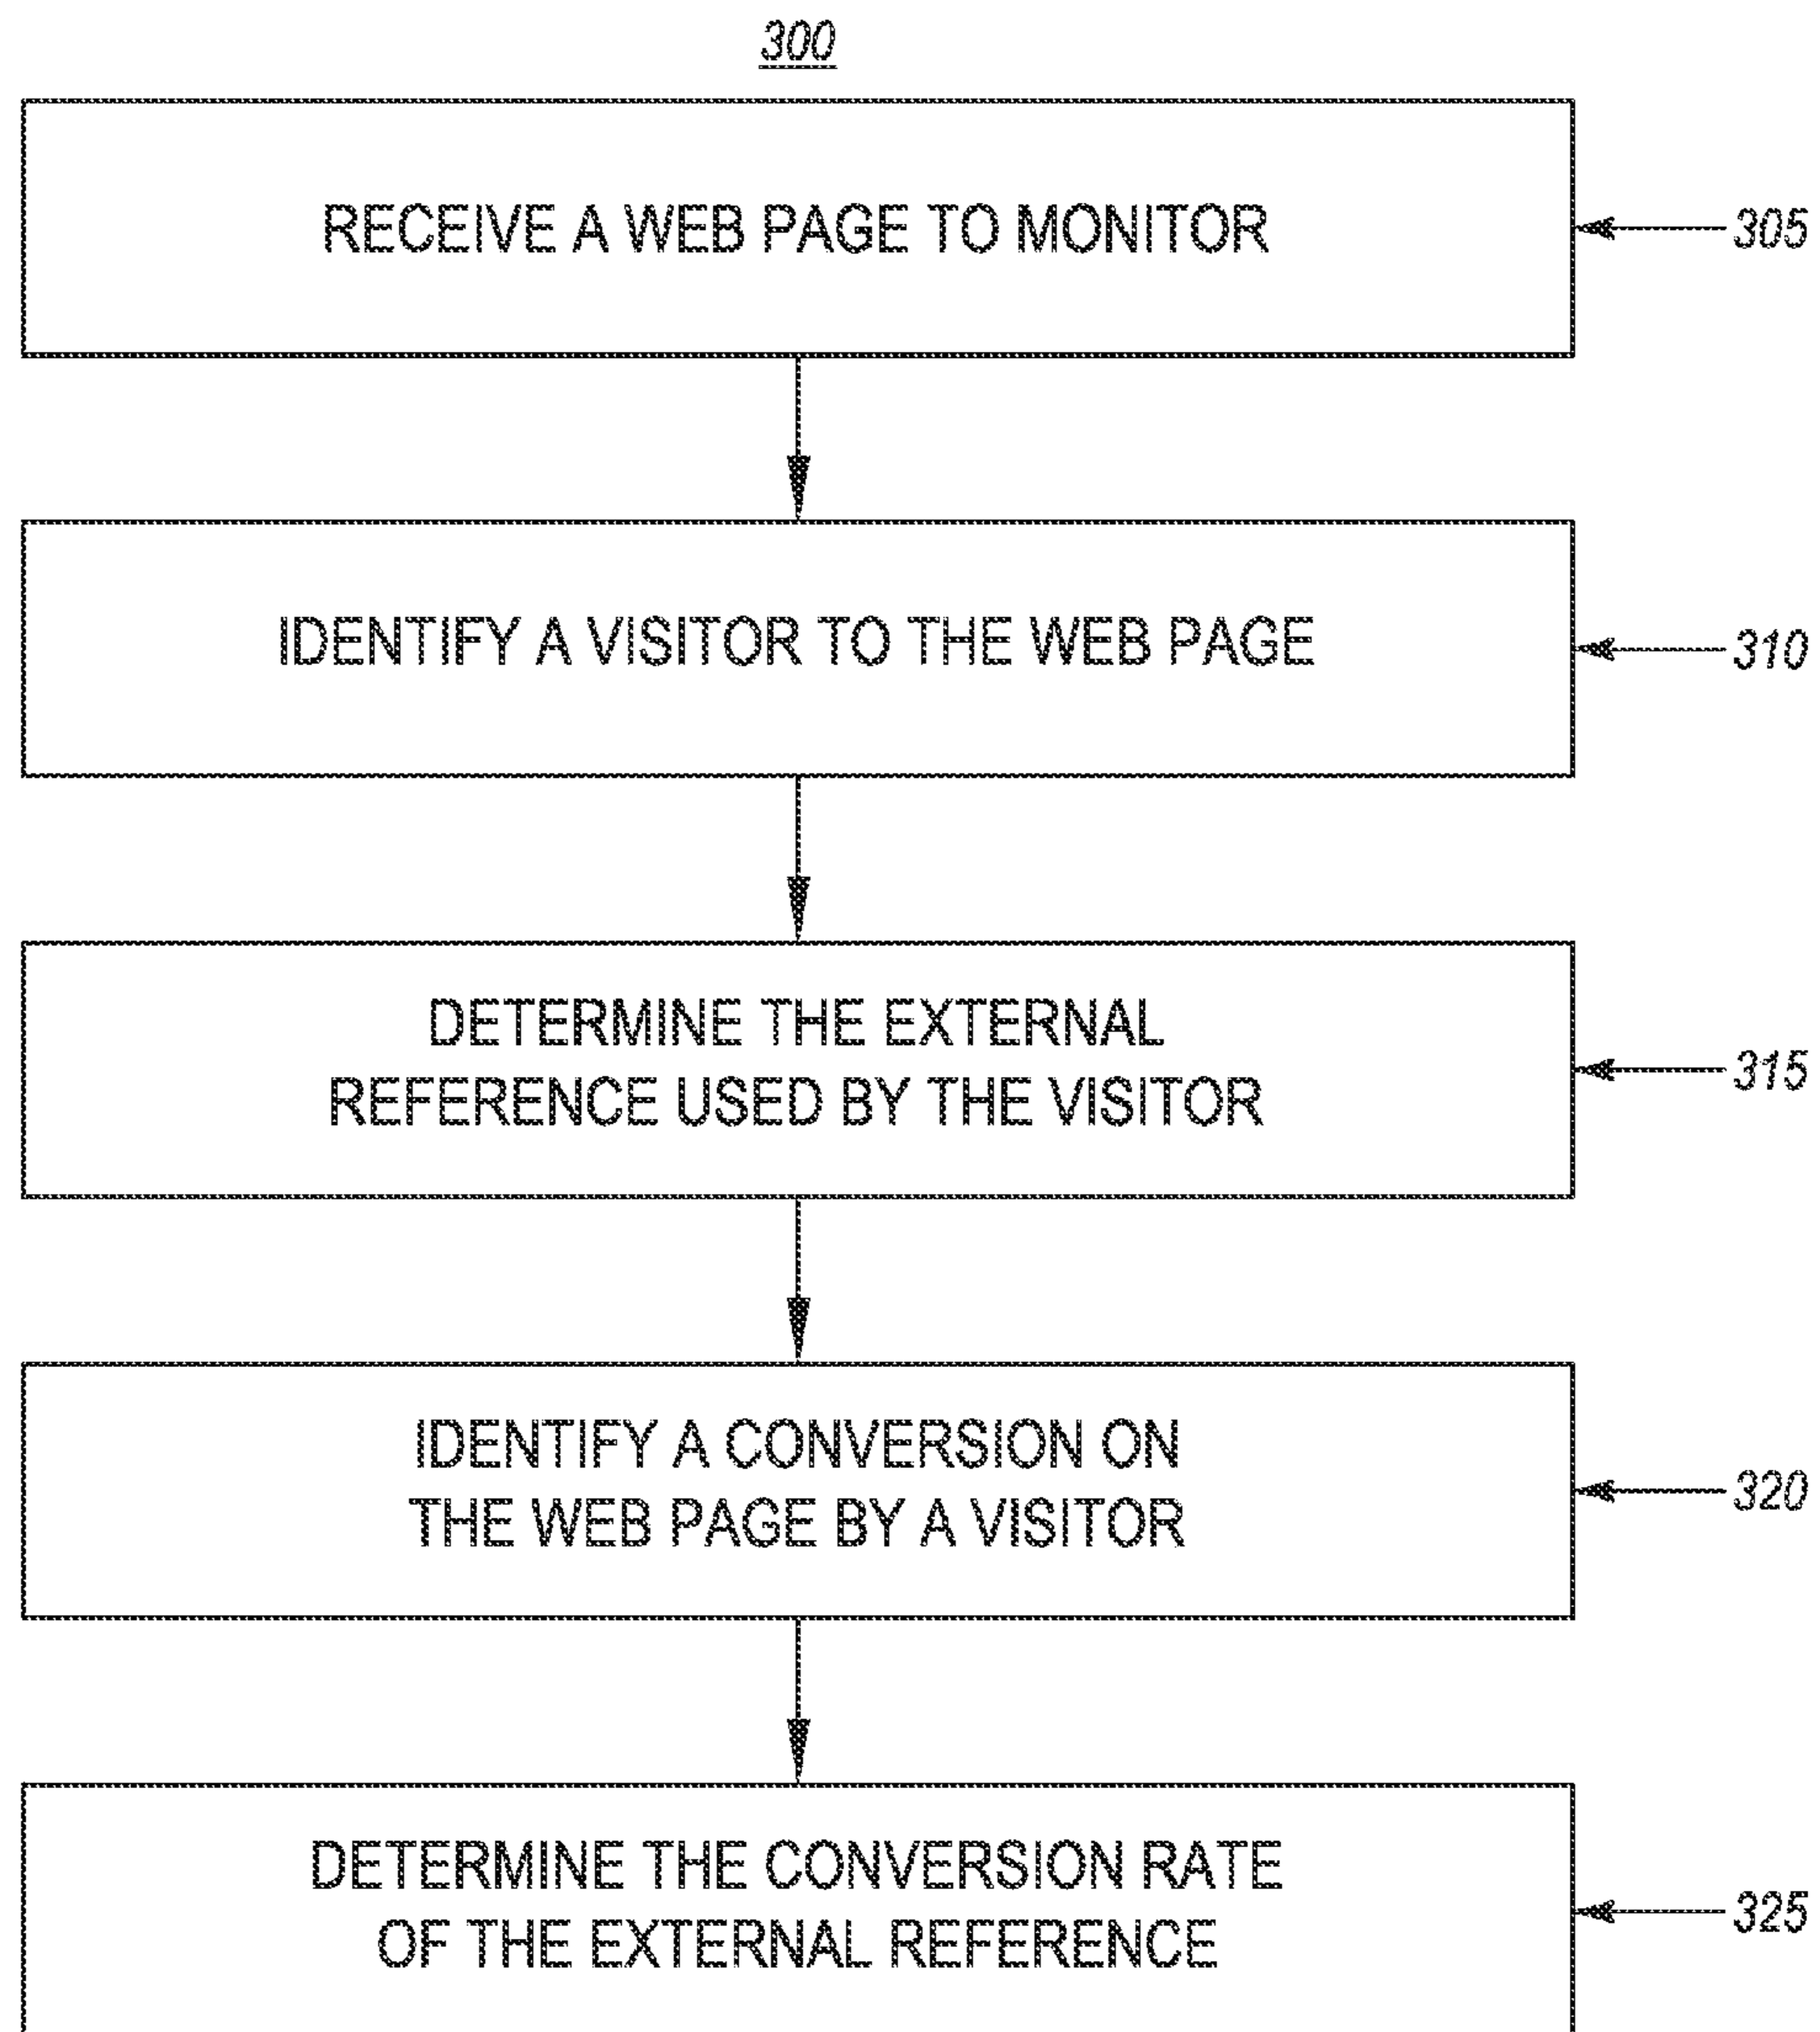 300
RECEIVE A WEB PAGE TO MONITOR
305
IDENTIFY A VISITOR TO THE WEB PAGE
310
DETERMINE THE EXTERNAL
REFERENCE USED BY THE VISITOR
315
IDENTIFY A CONVERSION ON
THE WEB PAGE BY A VISITOR
320
DETERMINE THE CONVERSION RATE
OF THE EXTERNAL REFERENCE
325